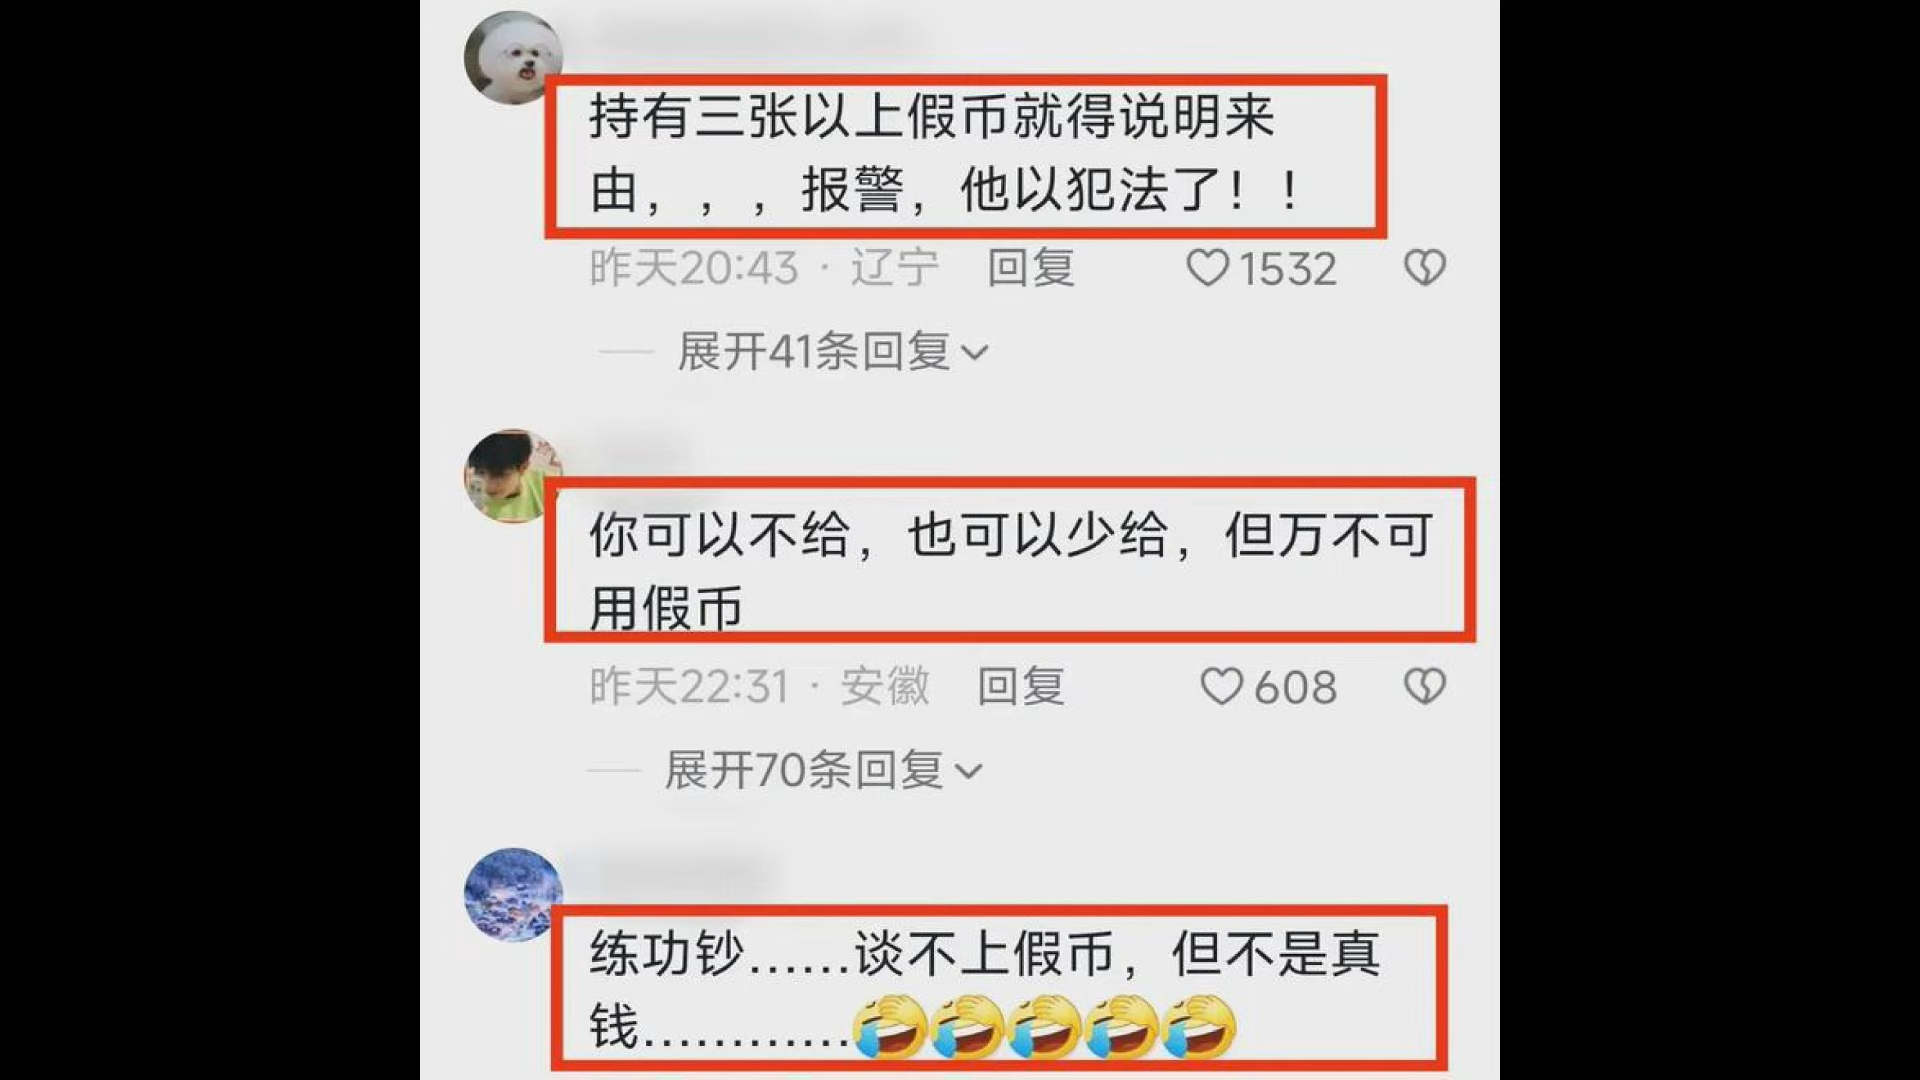 持有三张以上假币就得说明来
由，，，报警，他以犯法了！！
昨天20:43 · 辽宁 回复 1532
展开41条回复
你可以不给，也可以少给，但万不可
用假币
昨天22:31 · 安徽 回复 608
展开70条回复
练功钞......谈不上假币，但不是真
钱............🤣🤣🤣🤣🤣